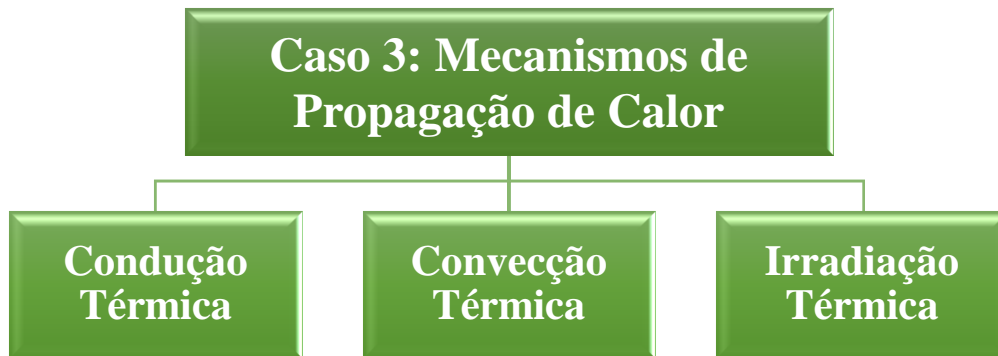 Caso 3: Mecanismos de
Propagação de Calor
Condução
Térmica
Convecção
Térmica
Irradiação
Térmica